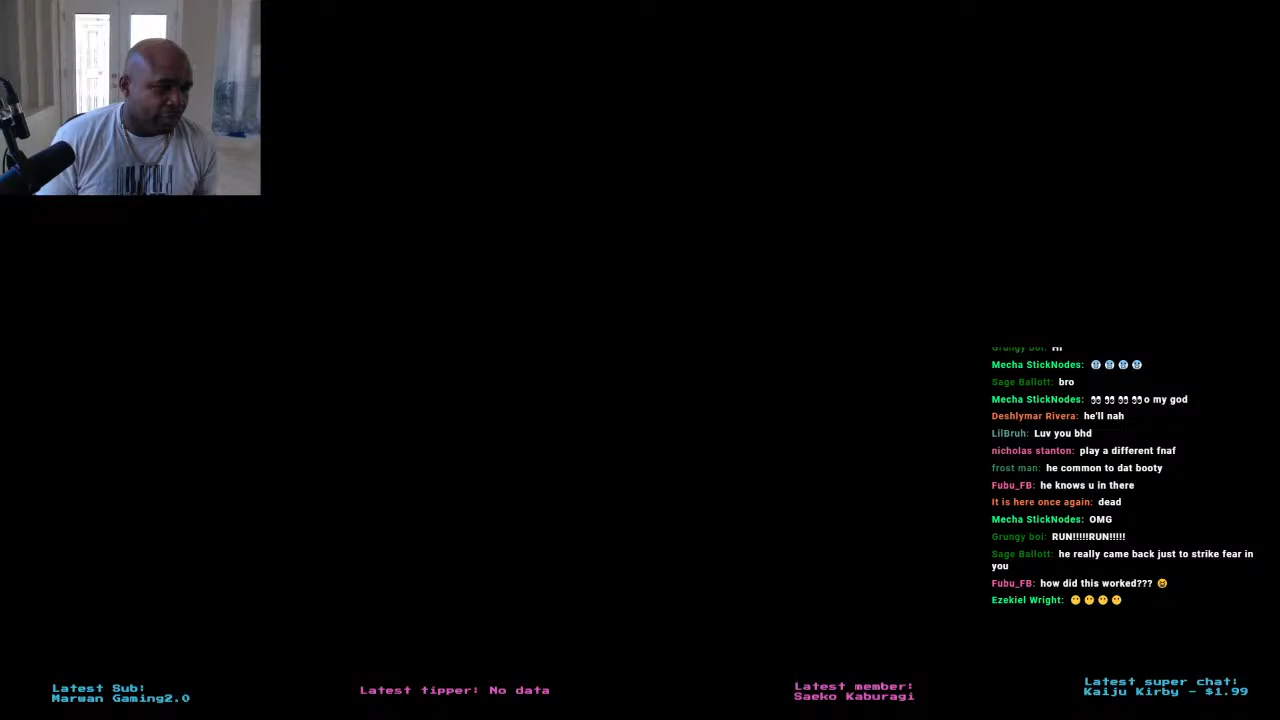 Grungy boi: Hi
Mecha StickNodes: 🥶 🥶 🥶 🥶
Sage Ballott: bro
Mecha StickNodes: 👀 👀 👀 👀 o my god
Deshlymar Rivera: he'll nah
LilBruh: Luv you bhd
nicholas stanton: play a different fnaf
frost man: he common to dat booty
Fubu_FB: he knows u in there
It is here once again: dead
Mecha StickNodes: OMG
Grungy boi: RUN!!!!!RUN!!!!!
Sage Ballott: he really came back just to strike fear in
you
Fubu_FB: how did this worked???
Ezekiel Wright:
Latest Sub:
Marwan Gaming2.0
Latest tipper: No data
Latest member:
Saeko Kaburagi
Latest super chat:
Kaiju Kirby - $1.99